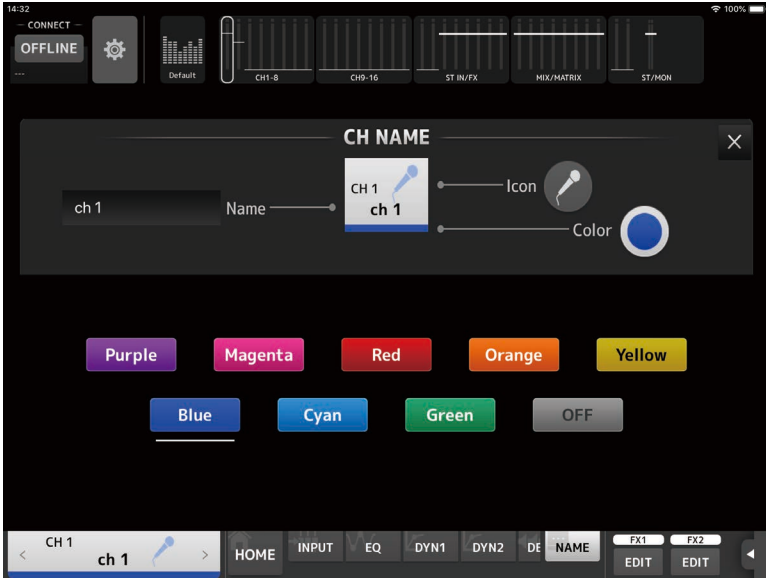 14:32
100%
CONNECT
OFFLINE
---
Default
CH1-8
CH9-16
ST IN/FX
MIX/MATRIX
ST/MON
CH NAME
ch 1
Name
CH 1
ch 1
Icon
Color
Purple
Magenta
Red
Orange
Yellow
Blue
Cyan
Green
OFF
CH 1
ch 1
HOME
INPUT
EQ
DYN1
DYN2
DE
NAME
FX1
EDIT
FX2
EDIT